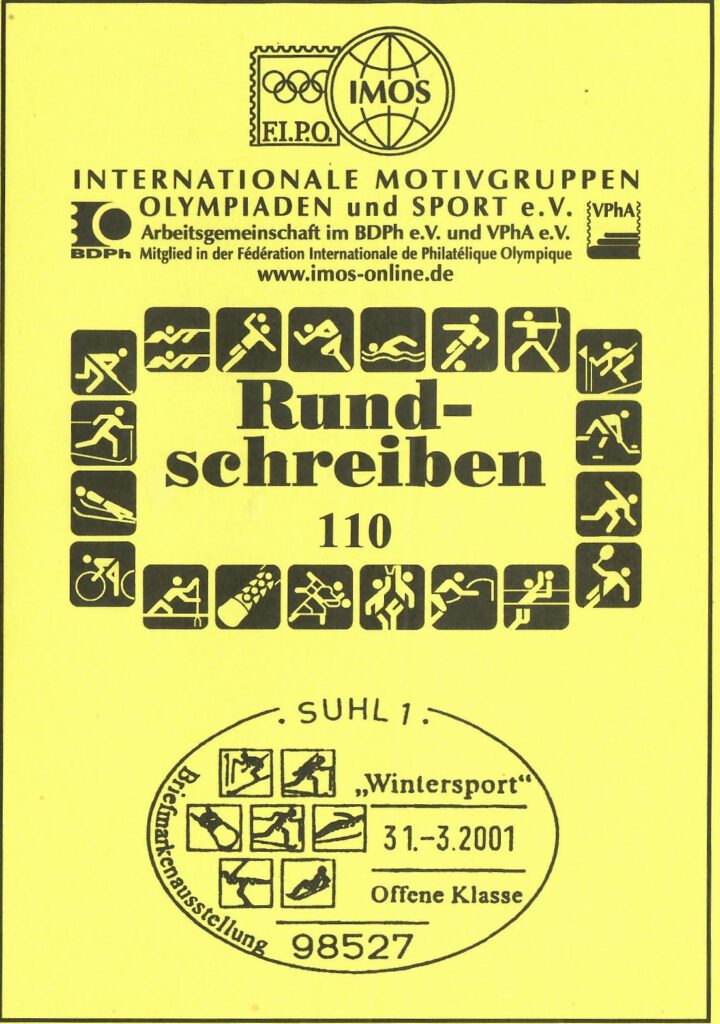 F.I.P.O.
IMOS
INTERNATIONALE MOTIVGRUPPEN
OLYMPIADEN und SPORT e.V.
Arbeitsgemeinschaft im BDPh e.V. und VPhA e.V.
Mitglied in der Fédération Internationale de Philatélique Olympique
www.imos-online.de
BDPh
VPhA
Rund-
schreiben
110
. SUHL 1 .
Briefmarkenausstellung
„Wintersport“
31.-3.2001
Offene Klasse
98527